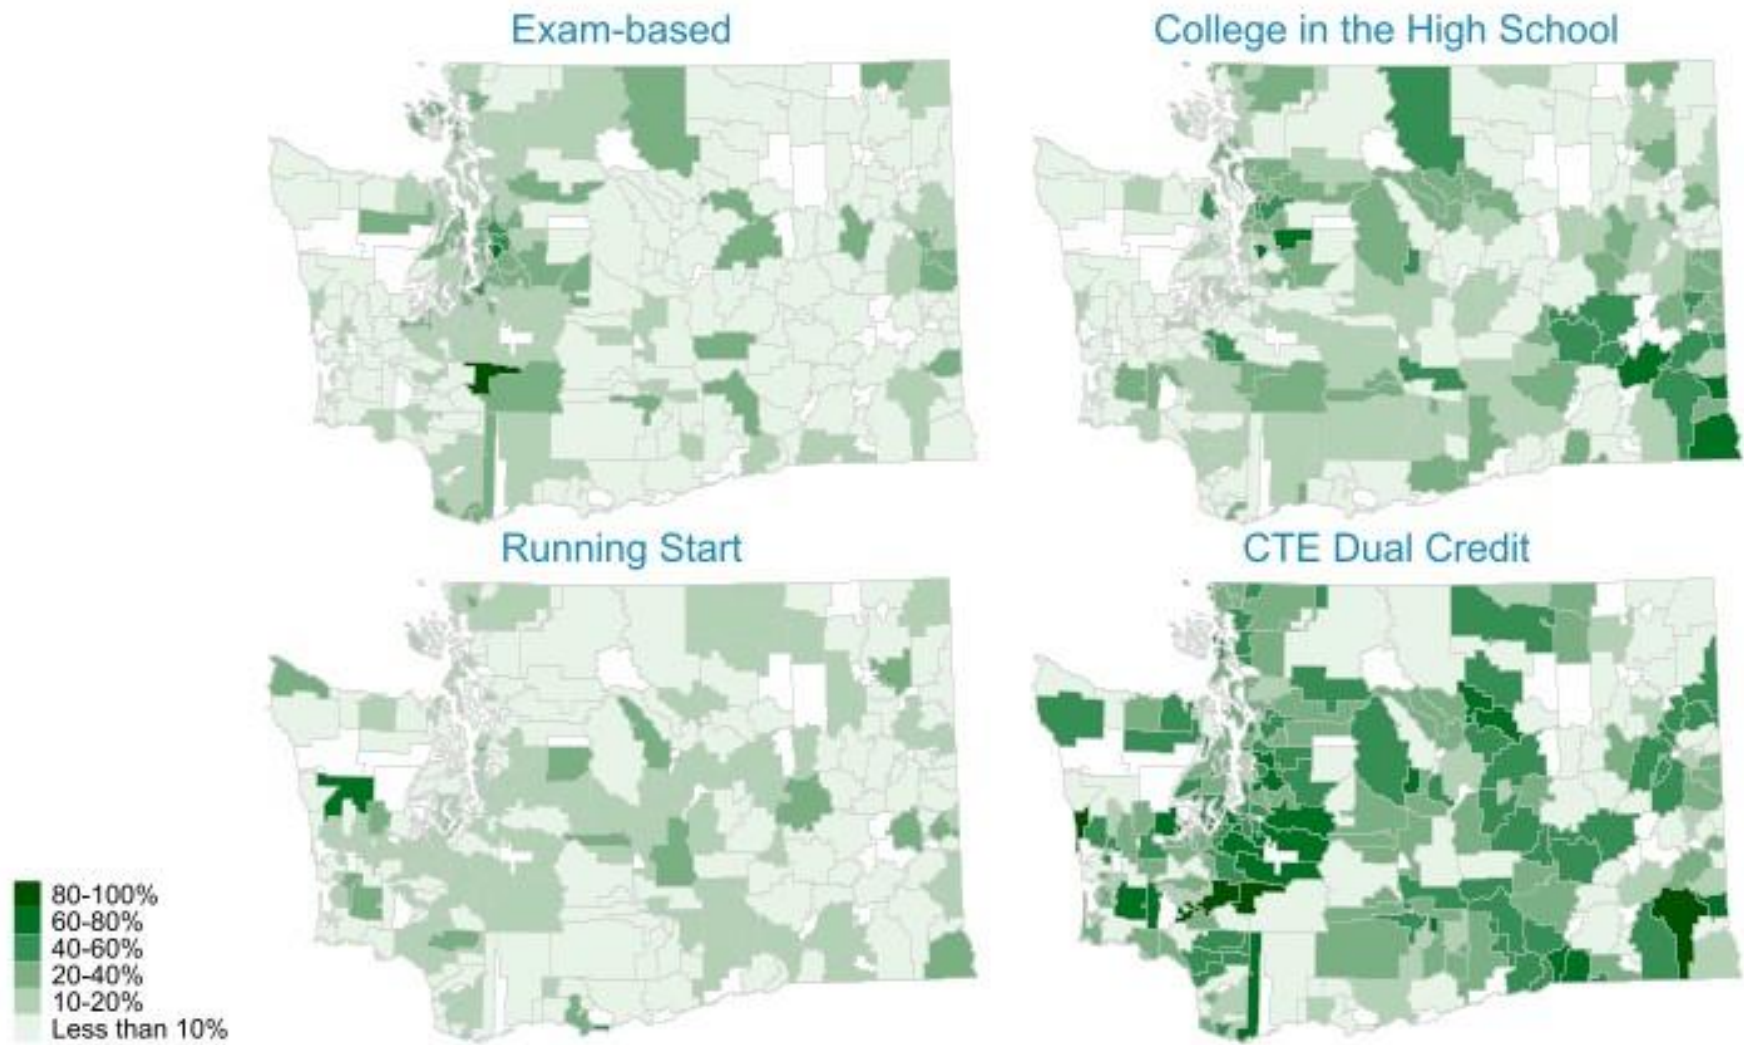 Exam-based
College in the High School
Running Start
CTE Dual Credit
80-100%
60-80%
40-60%
20-40%
10-20%
Less than 10%